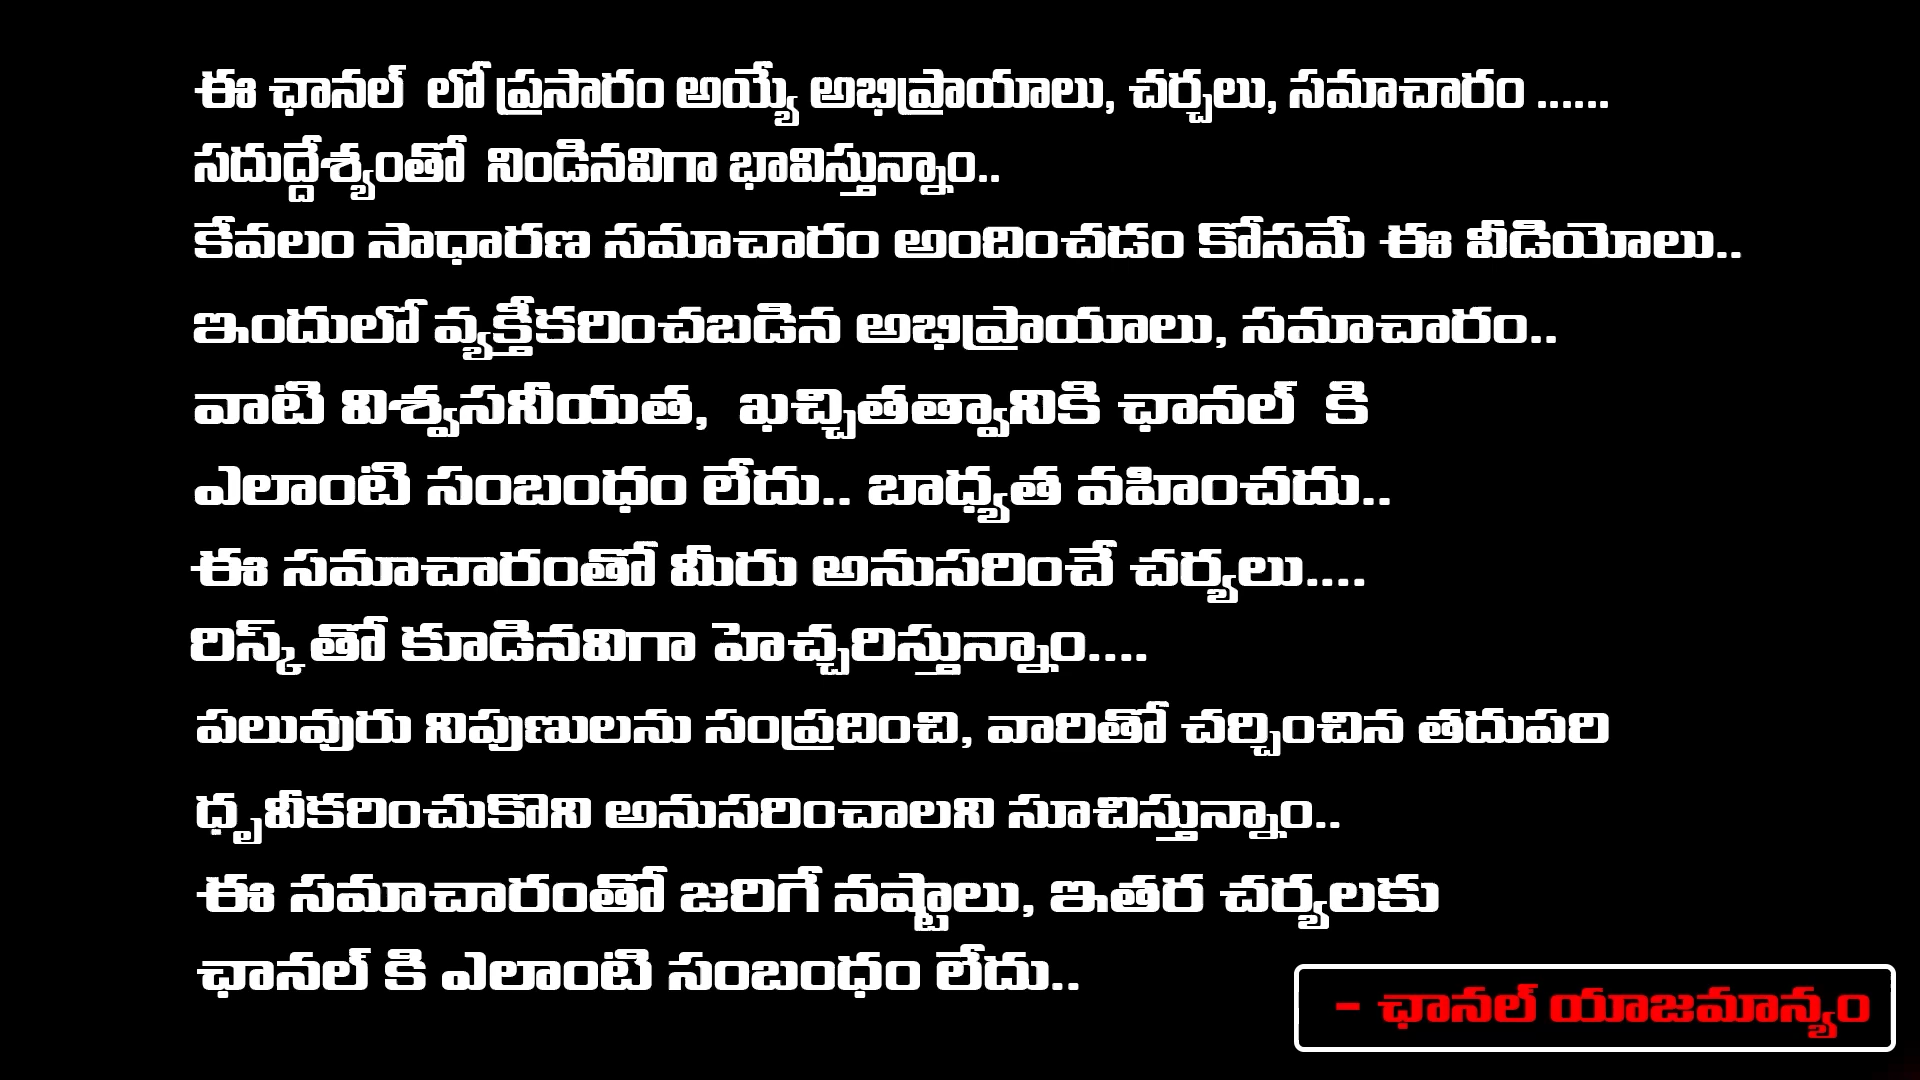 ఈ ఛానల్ లో ప్రసారం అయ్యే అభిప్రాయాలు, చర్చలు, సమాచారం ......
సదుద్దేశ్యంతో నిండినవిగా భావిస్తున్నాం..
కేవలం సాధారణ సమాచారం అందించడం కోసమే ఈ వీడియోలు..
ఇందులో వ్యక్తీకరించబడిన అభిప్రాయాలు, సమాచారం..
వాటి విశ్వసనీయత, ఖచ్చితత్వానికి ఛానల్ కి
ఎలాంటి సంబంధం లేదు.. బాధ్యత వహించదు..
ఈ సమాచారంతో మీరు అనుసరించే చర్యలు....
రిస్క్ తో కూడినవిగా హెచ్చరిస్తున్నాం....
పలువురు నిపుణులను సంప్రదించి, వారితో చర్చించిన తదుపరి
ధృవీకరించుకొని అనుసరించాలని సూచిస్తున్నాం..
ఈ సమాచారంతో జరిగే నష్టాలు, ఇతర చర్యలకు
ఛానల్ కి ఎలాంటి సంబంధం లేదు..
- ఛానల్ యాజమాన్యం